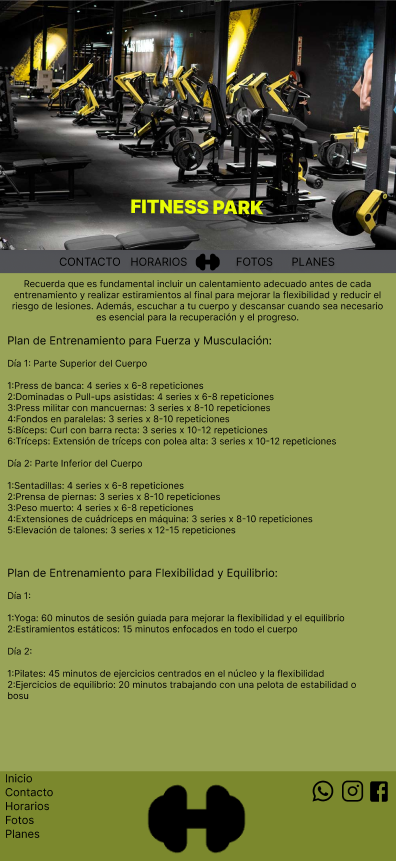 FITNESS PARK
CONTACTO HORARIOS FOTOS PLANES
Recuerda que es fundamental incluir un calentamiento adecuado antes de cada
entrenamiento y realizar estiramientos al final para mejorar la flexibilidad y reducir el
riesgo de lesiones. Además, escuchar a tu cuerpo y descansar cuando sea necesario
es esencial para la recuperación y el progreso.
Plan de Entrenamiento para Fuerza y Musculación:
Día 1: Parte Superior del Cuerpo
1:Press de banca: 4 series x 6-8 repeticiones
2:Dominadas o Pull-ups asistidas: 4 series x 6-8 repeticiones
3:Press militar con mancuernas: 3 series x 8-10 repeticiones
4:Fondos en paralelas: 3 series x 8-10 repeticiones
5:Bíceps: Curl con barra recta: 3 series x 10-12 repeticiones
6:Tríceps: Extensión de tríceps con polea alta: 3 series x 10-12 repeticiones
Día 2: Parte Inferior del Cuerpo
1:Sentadillas: 4 series x 6-8 repeticiones
2:Prensa de piernas: 3 series x 8-10 repeticiones
3:Peso muerto: 4 series x 6-8 repeticiones
4:Extensiones de cuádriceps en máquina: 3 series x 8-10 repeticiones
5:Elevación de talones: 3 series x 12-15 repeticiones
Plan de Entrenamiento para Flexibilidad y Equilibrio:
Día 1:
1:Yoga: 60 minutos de sesión guiada para mejorar la flexibilidad y el equilibrio
2:Estiramientos estáticos: 15 minutos enfocados en todo el cuerpo
Día 2:
1:Pilates: 45 minutos de ejercicios centrados en el núcleo y la flexibilidad
2:Ejercicios de equilibrio: 20 minutos trabajando con una pelota de estabilidad o
bosu
Inicio
Contacto
Horarios
Fotos
Planes